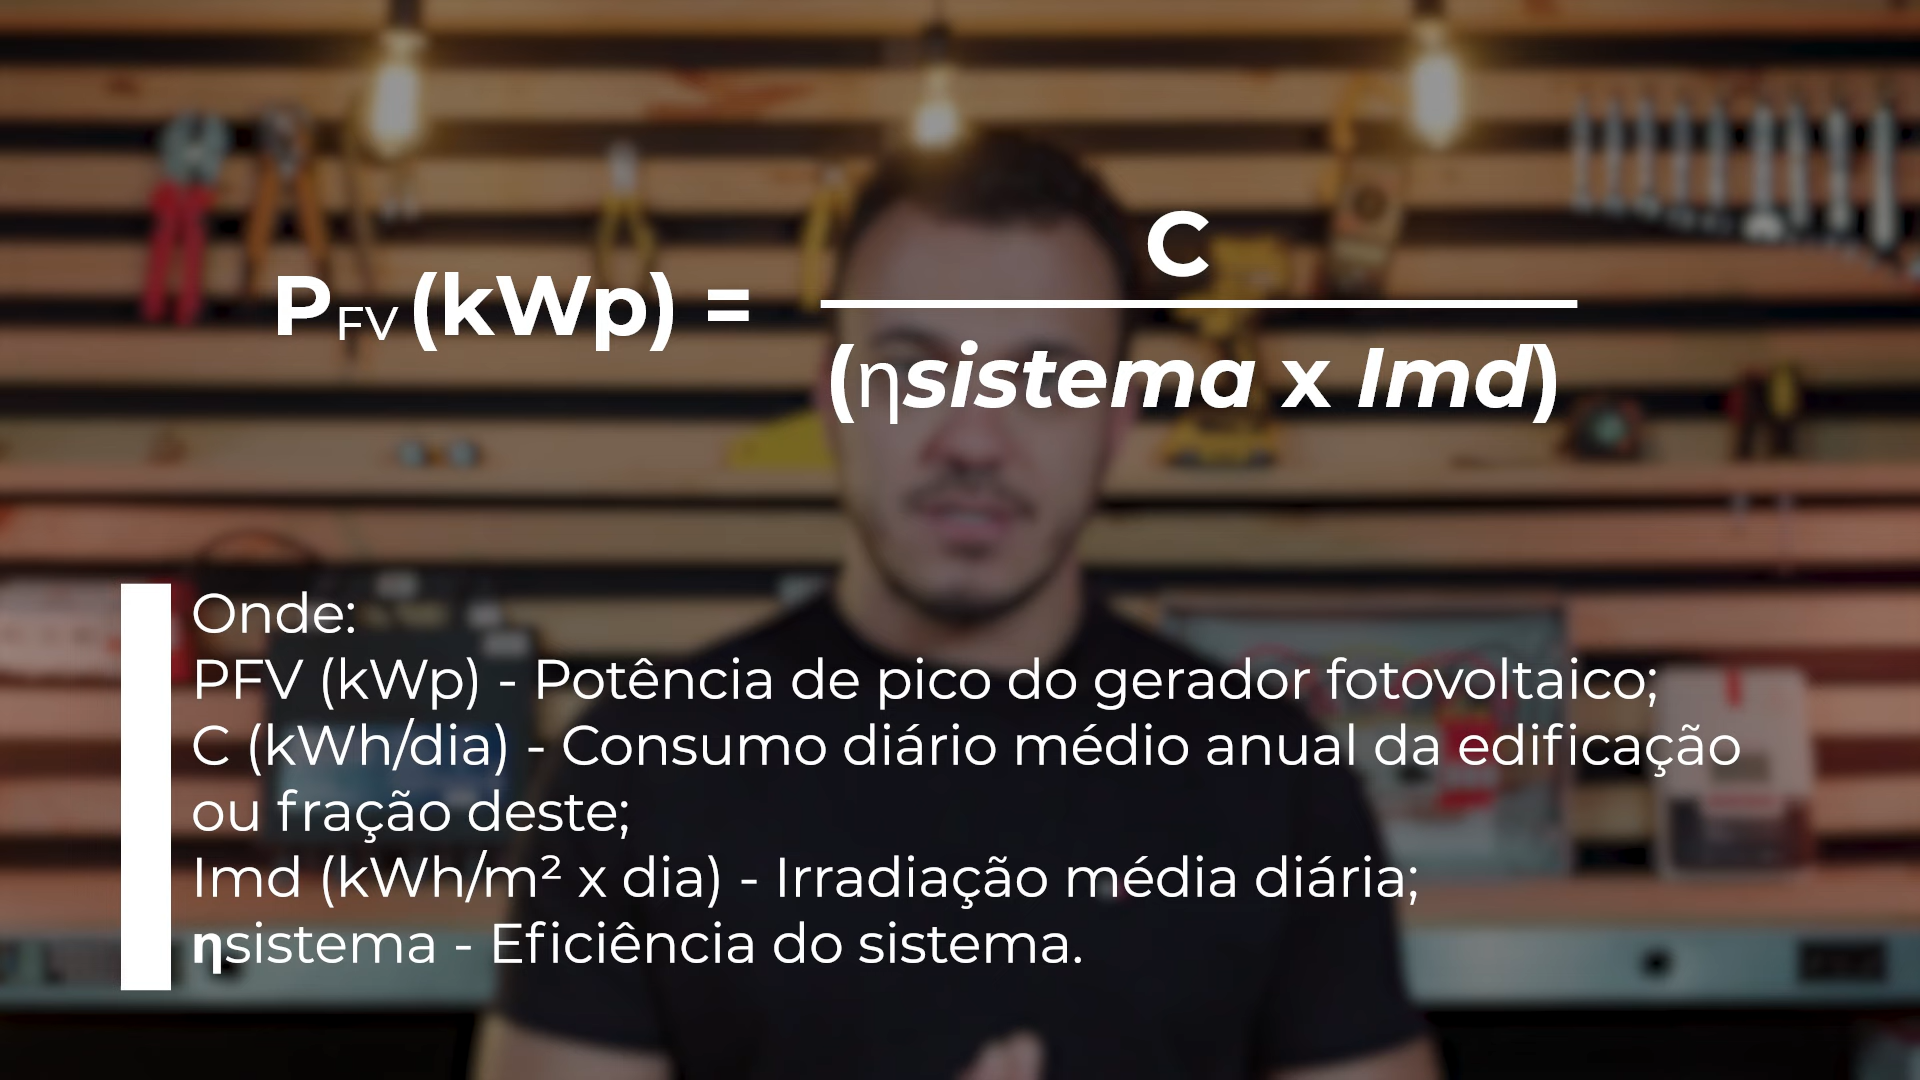 P FV (kWp) = C
(ηsistema x Imd)
Onde:
PFV (kWp) - Potência de pico do gerador fotovoltaico;
C (kWh/dia) - Consumo diário médio anual da edificação
ou fração deste;
Imd (kWh/m² x dia) - Irradiação média diária;
ηsistema - Eficiência do sistema.